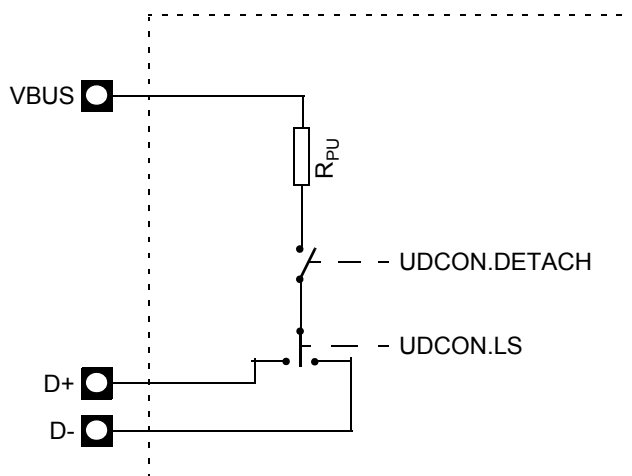 VBUS
RPU
UDCON.DETACH
UDCON.LS
D+
D-